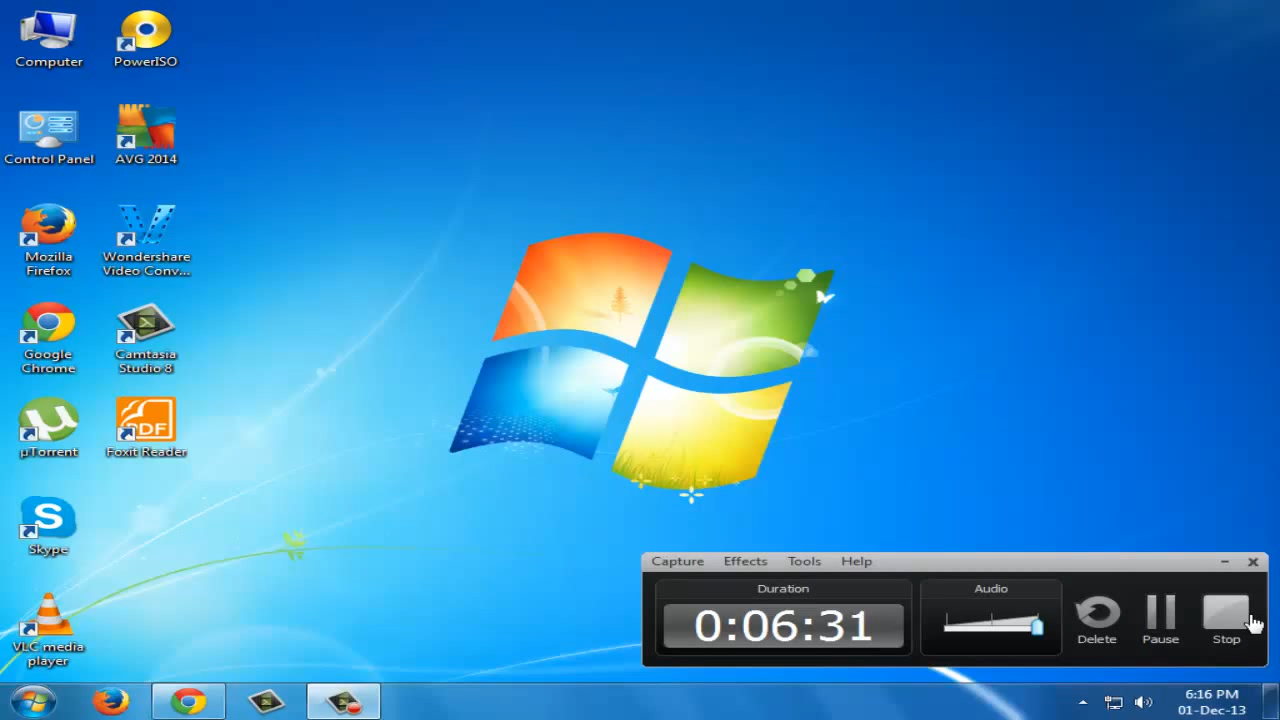 Computer
PowerISO
Control Panel
AVG 2014
Mozilla
Firefox
Wondershare
Video Conv...
Google
Chrome
Camtasia
Studio 8
µTorrent
PDF
Foxit Reader
S
Skype
VLC media
player
Capture Effects Tools Help
Duration
0:06:31
Audio
Delete
Pause
Stop
6:16 PM
01-Dec-13